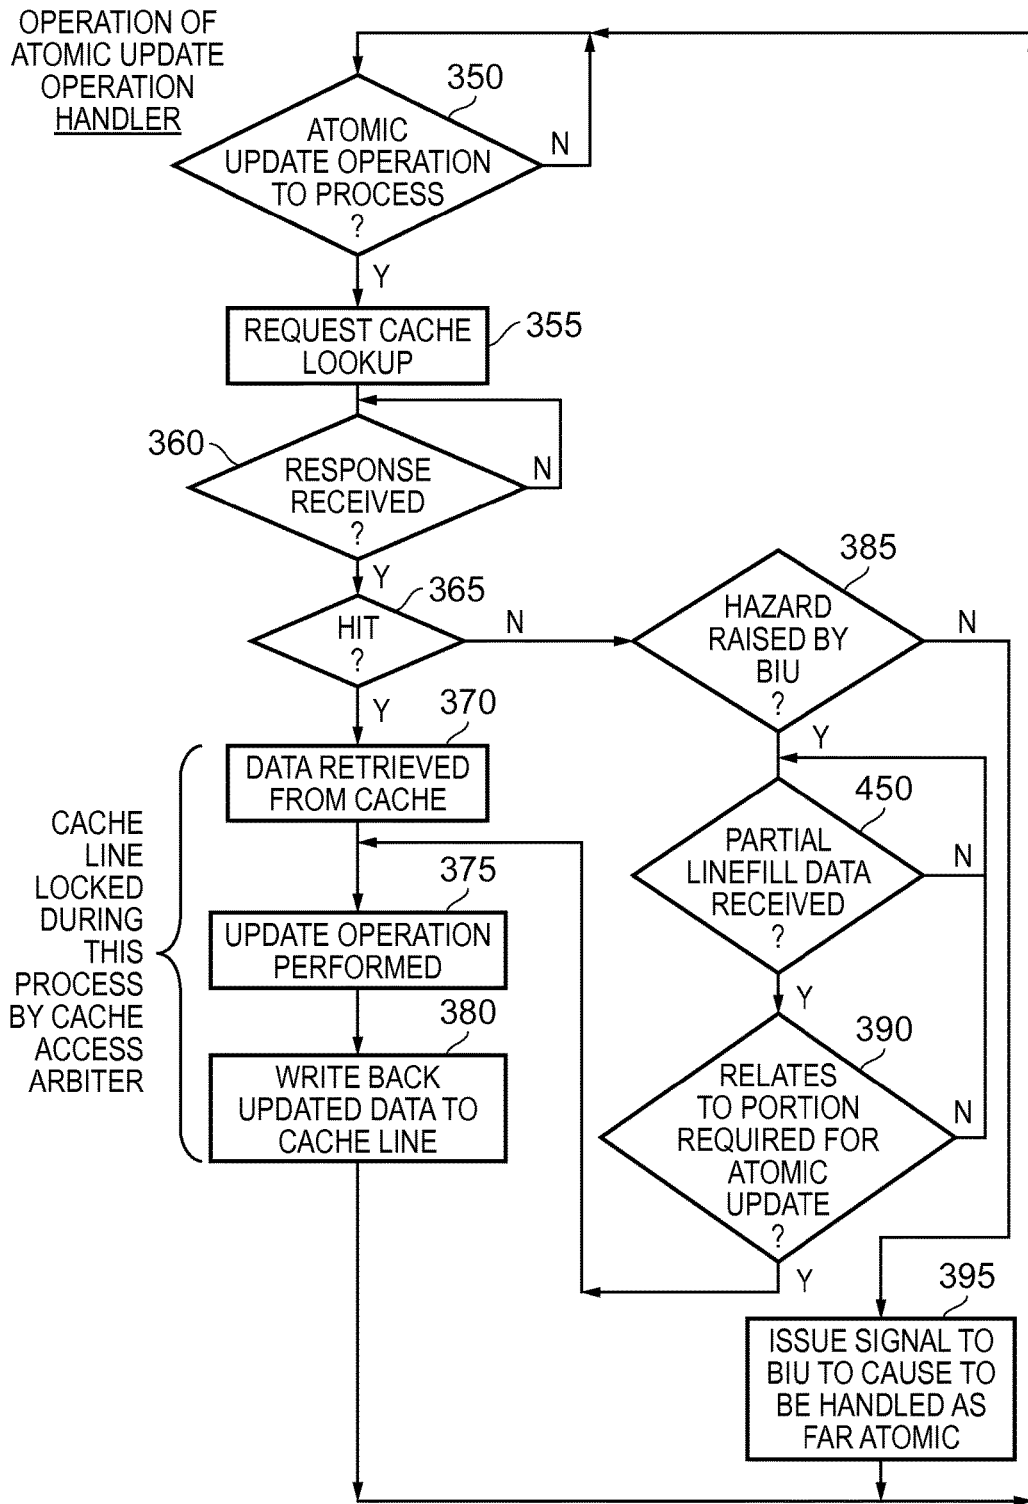 OPERATION OF
ATOMIC UPDATE
OPERATION
HANDLER
350
ATOMIC
UPDATE OPERATION
TO PROCESS
?
N
Y
REQUEST CACHE
LOOKUP
355
360
RESPONSE
RECEIVED
?
N
Y
365
HIT
?
N
Y
385
HAZARD
RAISED BY
BIU
?
N
Y
370
DATA RETRIEVED
FROM CACHE
450
PARTIAL
LINEFILL DATA
RECEIVED
?
N
Y
CACHE
LINE
LOCKED
DURING
THIS
PROCESS
BY CACHE
ACCESS
ARBITER
375
UPDATE OPERATION
PERFORMED
380
WRITE BACK
UPDATED DATA TO
CACHE LINE
390
RELATES
TO PORTION
REQUIRED FOR
ATOMIC
UPDATE
?
N
Y
395
ISSUE SIGNAL TO
BIU TO CAUSE TO
BE HANDLED AS
FAR ATOMIC